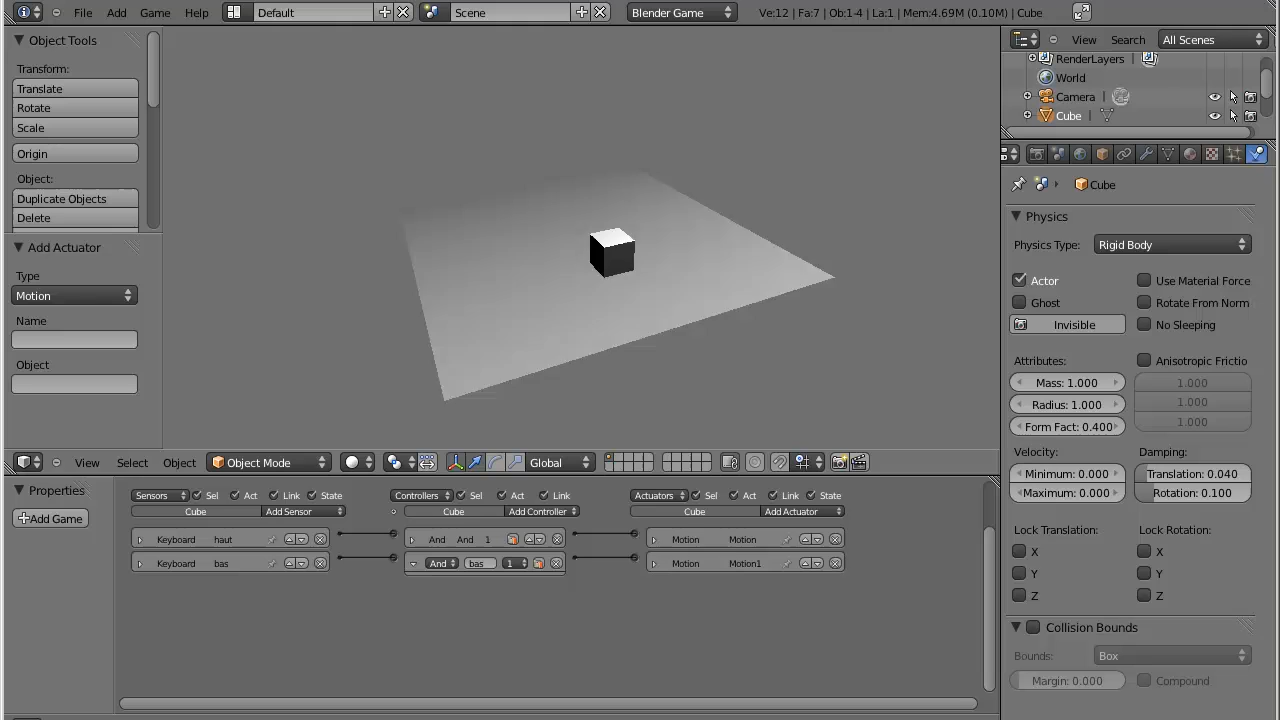 File Add Game Help Default Scene Blender Game Ve:12 | Fa:7 | Ob:1-4 | La:1 | Mem:4.69M (0.10M) | Cube
Object Tools
Transform:
Translate
Rotate
Scale
Origin
Object:
Duplicate Objects
Delete
Add Actuator
Type
Motion
Name
Object
View Search All Scenes
RenderLayers |
World
Camera |
Cube |
Cube
Physics
Physics Type: Rigid Body
Actor Use Material Force
Ghost Rotate From Norm
Invisible No Sleeping
Attributes: Anisotropic Frictio
Mass: 1.000 1.000
Radius: 1.000 1.000
Form Fact: 0.400 1.000
Velocity: Damping:
Minimum: 0.000 Translation: 0.040
Maximum: 0.000 Rotation: 0.100
Lock Translation: Lock Rotation:
X X
Y Y
Z Z
Collision Bounds
Bounds: Box
Margin: 0.000 Compound
View Select Object Object Mode Global
Properties
Add Game
Sensors Sel Act Link State Controllers Sel Act Link Actuators Sel Act Link State
Cube Add Sensor Cube Add Controller Cube Add Actuator
Keyboard haut And And 1 Motion Motion
Keyboard bas And bas 1 Motion Motion1